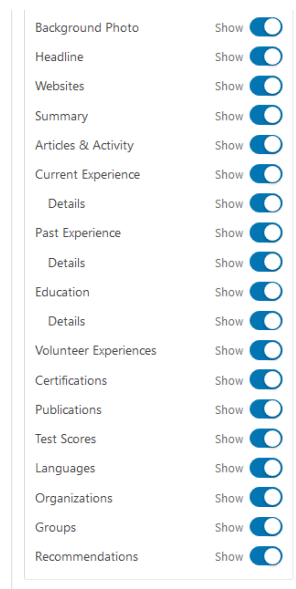 Background Photo Show
Headline Show
Websites Show
Summary Show
Articles & Activity Show
Current Experience Show
Details Show
Past Experience Show
Details Show
Education Show
Details Show
Volunteer Experiences Show
Certifications Show
Publications Show
Test Scores Show
Languages Show
Organizations Show
Groups Show
Recommendations Show